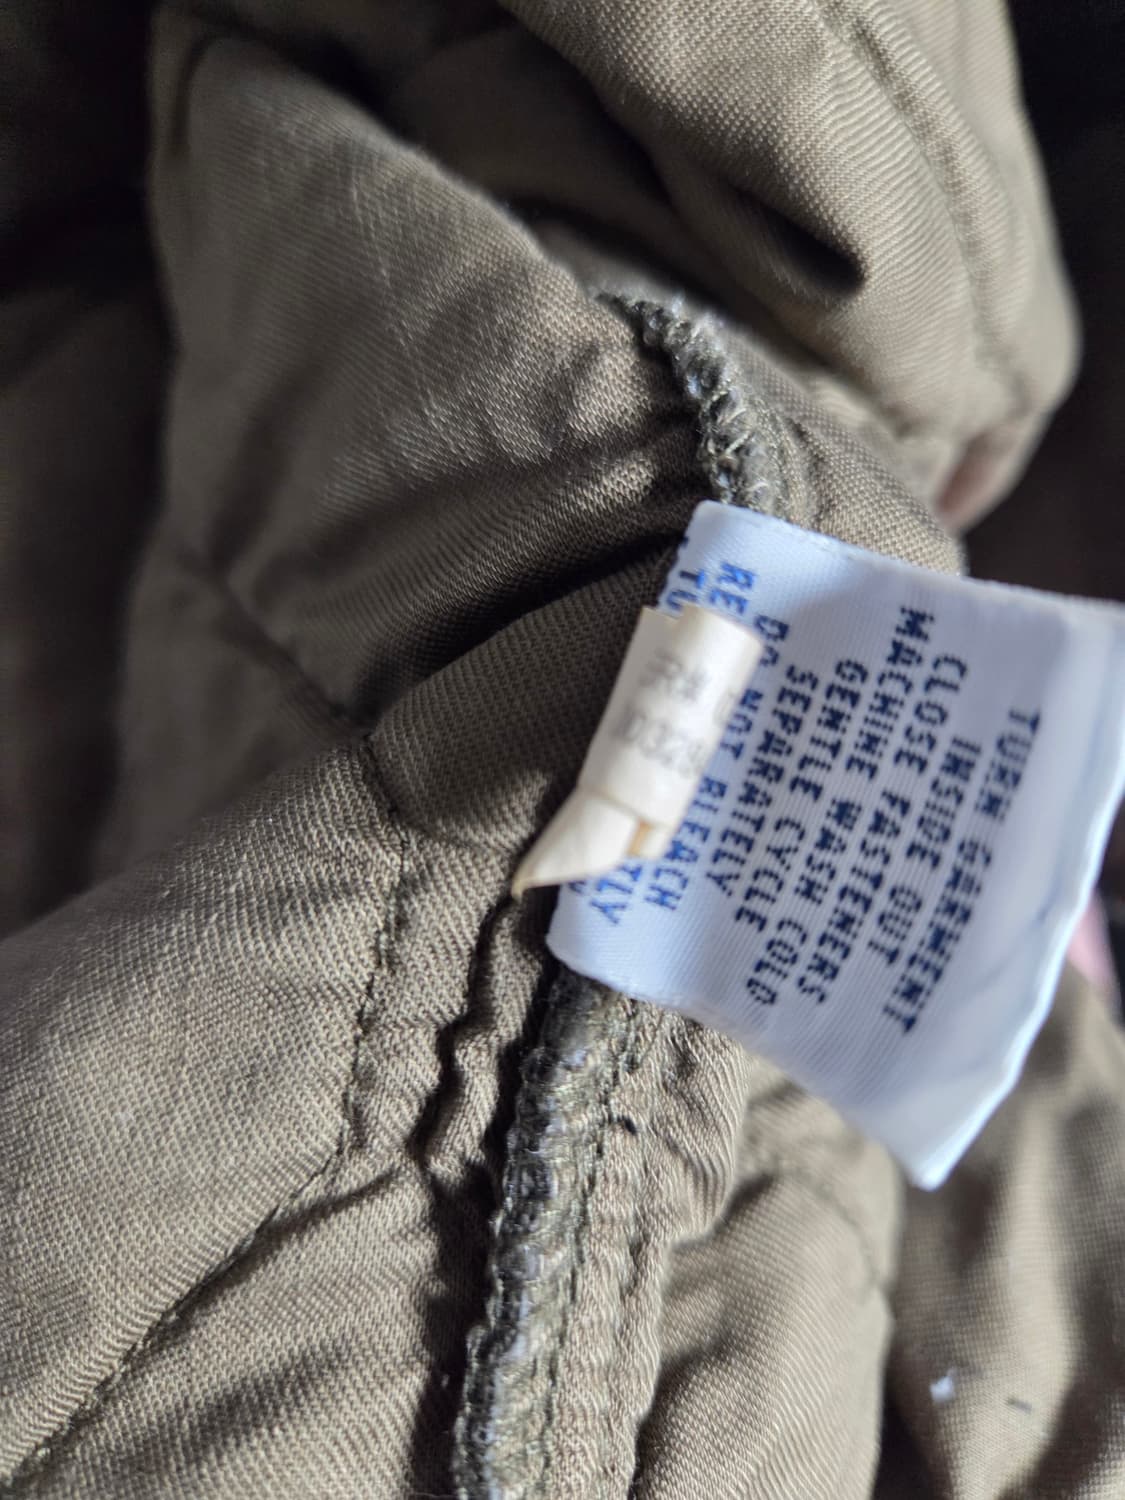 TURN GARMENT
INSIDE OUT
CLOSE FASTENERS
MACHINE WASH COLD
GENTLE CYCLE
SEPARATELY
DO NOT BLEACH